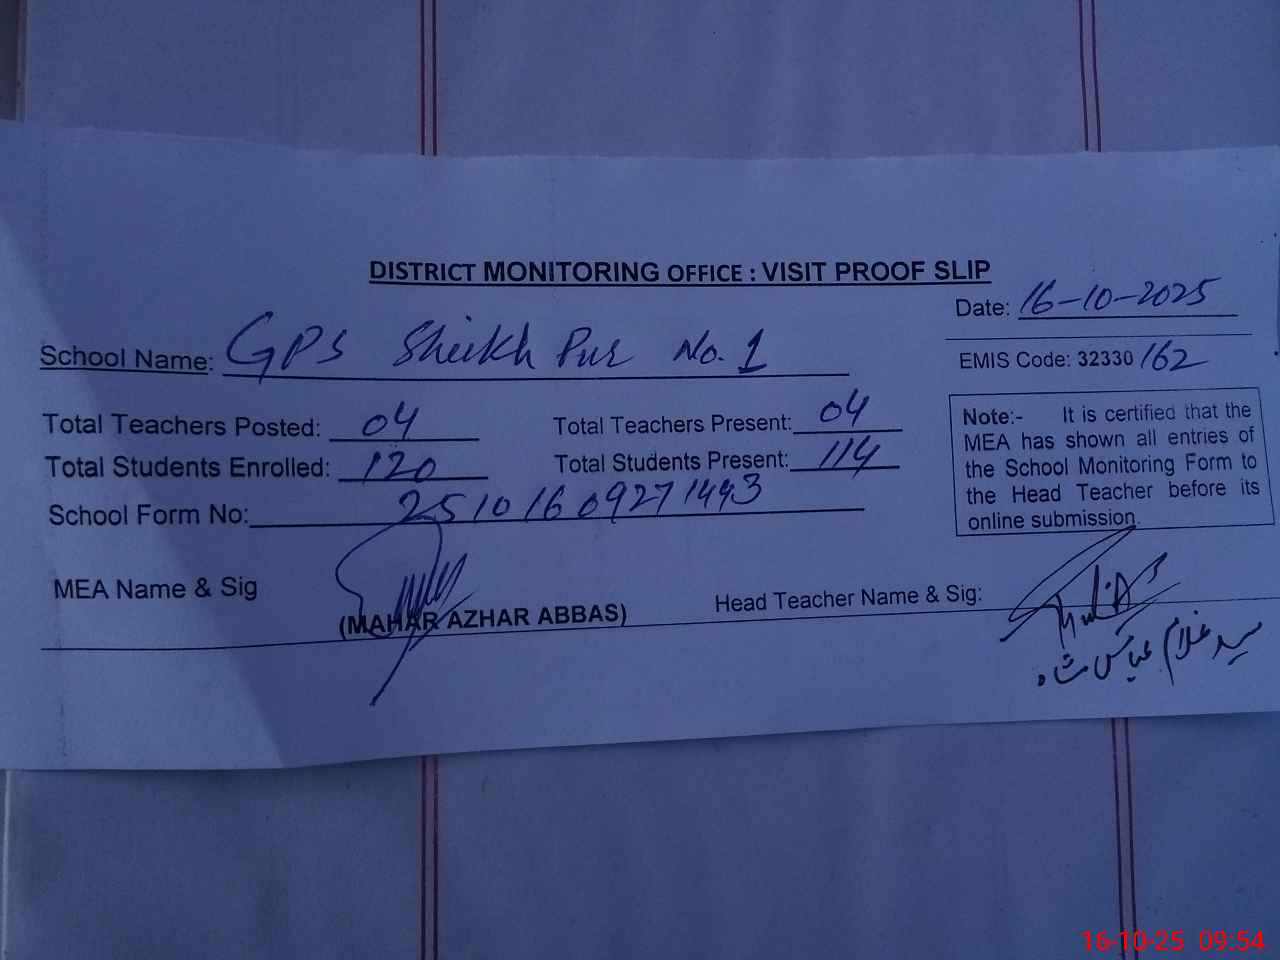 DISTRICT MONITORING OFFICE : VISIT PROOF SLIP
Date: 16-10-2025
School Name: GPS Sheikh Pur No. 1
EMIS Code: 32330162
Total Teachers Posted: 04 Total Teachers Present: 04
Total Students Enrolled: 120 Total Students Present: 114
School Form No: 25101609271443
Note:- It is certified that the
MEA has shown all entries of
the School Monitoring Form to
the Head Teacher before its
online submission.
MEA Name & Sig
(MAHAR AZHAR ABBAS)
Head Teacher Name & Sig:
سید غلام عباس شاہ
16-10-25 09:54